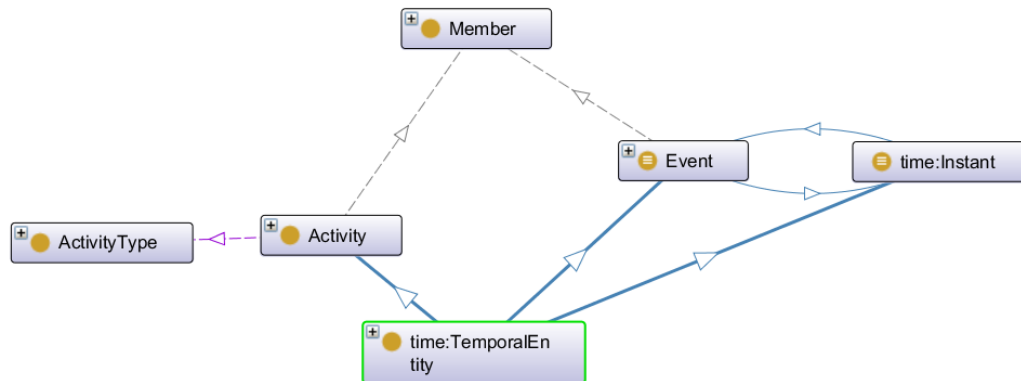 Member
Event
time:Instant
ActivityType
Activity
time:TemporalEn
tity